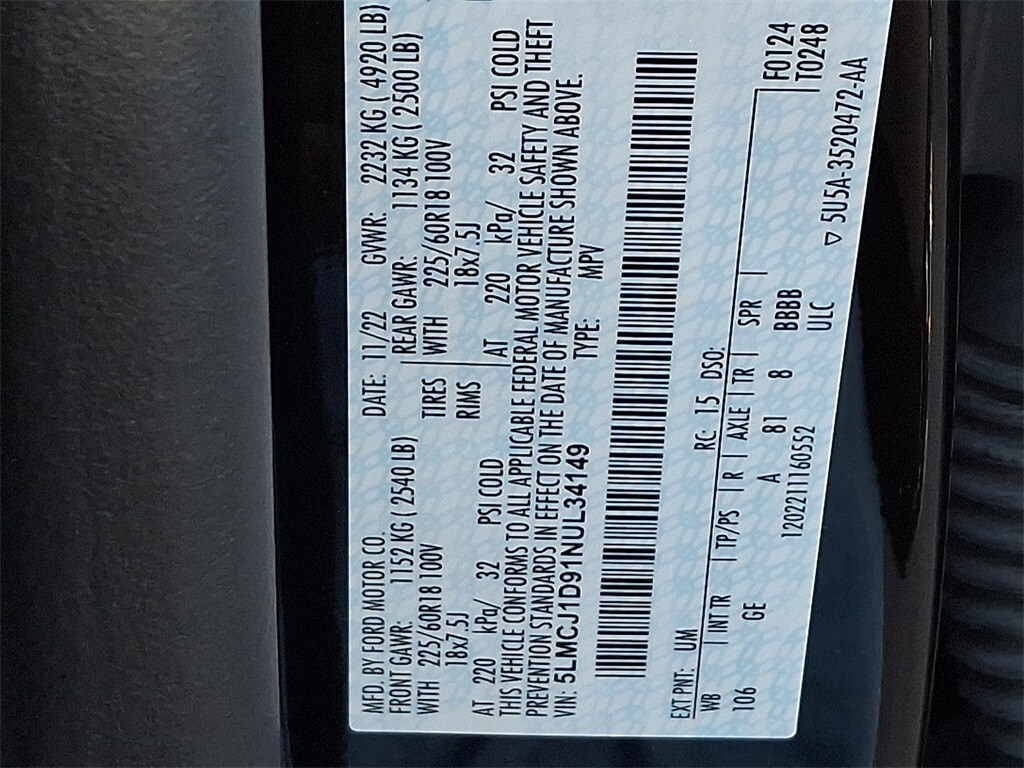 MFD. BY FORD MOTOR CO. DATE: 11/22 GVWR: 2232 KG ( 4920 LB)
FRONT GAWR: 1152 KG ( 2540 LB) REAR GAWR: 1134 KG ( 2500 LB)
WITH 225/60R18 100V TIRES WITH 225/60R18 100V
18x7.5J RIMS 18x7.5J
AT 220 kPa/ 32 PSI COLD AT 220 kPa/ 32 PSI COLD
THIS VEHICLE CONFORMS TO ALL APPLICABLE FEDERAL MOTOR VEHICLE SAFETY AND THEFT
PREVENTION STANDARDS IN EFFECT ON THE DATE OF MANUFACTURE SHOWN ABOVE.
VIN: 5LMCJ1D91NUL34149 TYPE: MPV
EXT PNT: UM RC: 15 DSO:
WB | INT TR | TP/PS | R | AXLE | TR | SPR | F0124
106 GE A 81 8 BBBB T0248
1202211160552 ULC
▽ 5U5A-3520472-AA